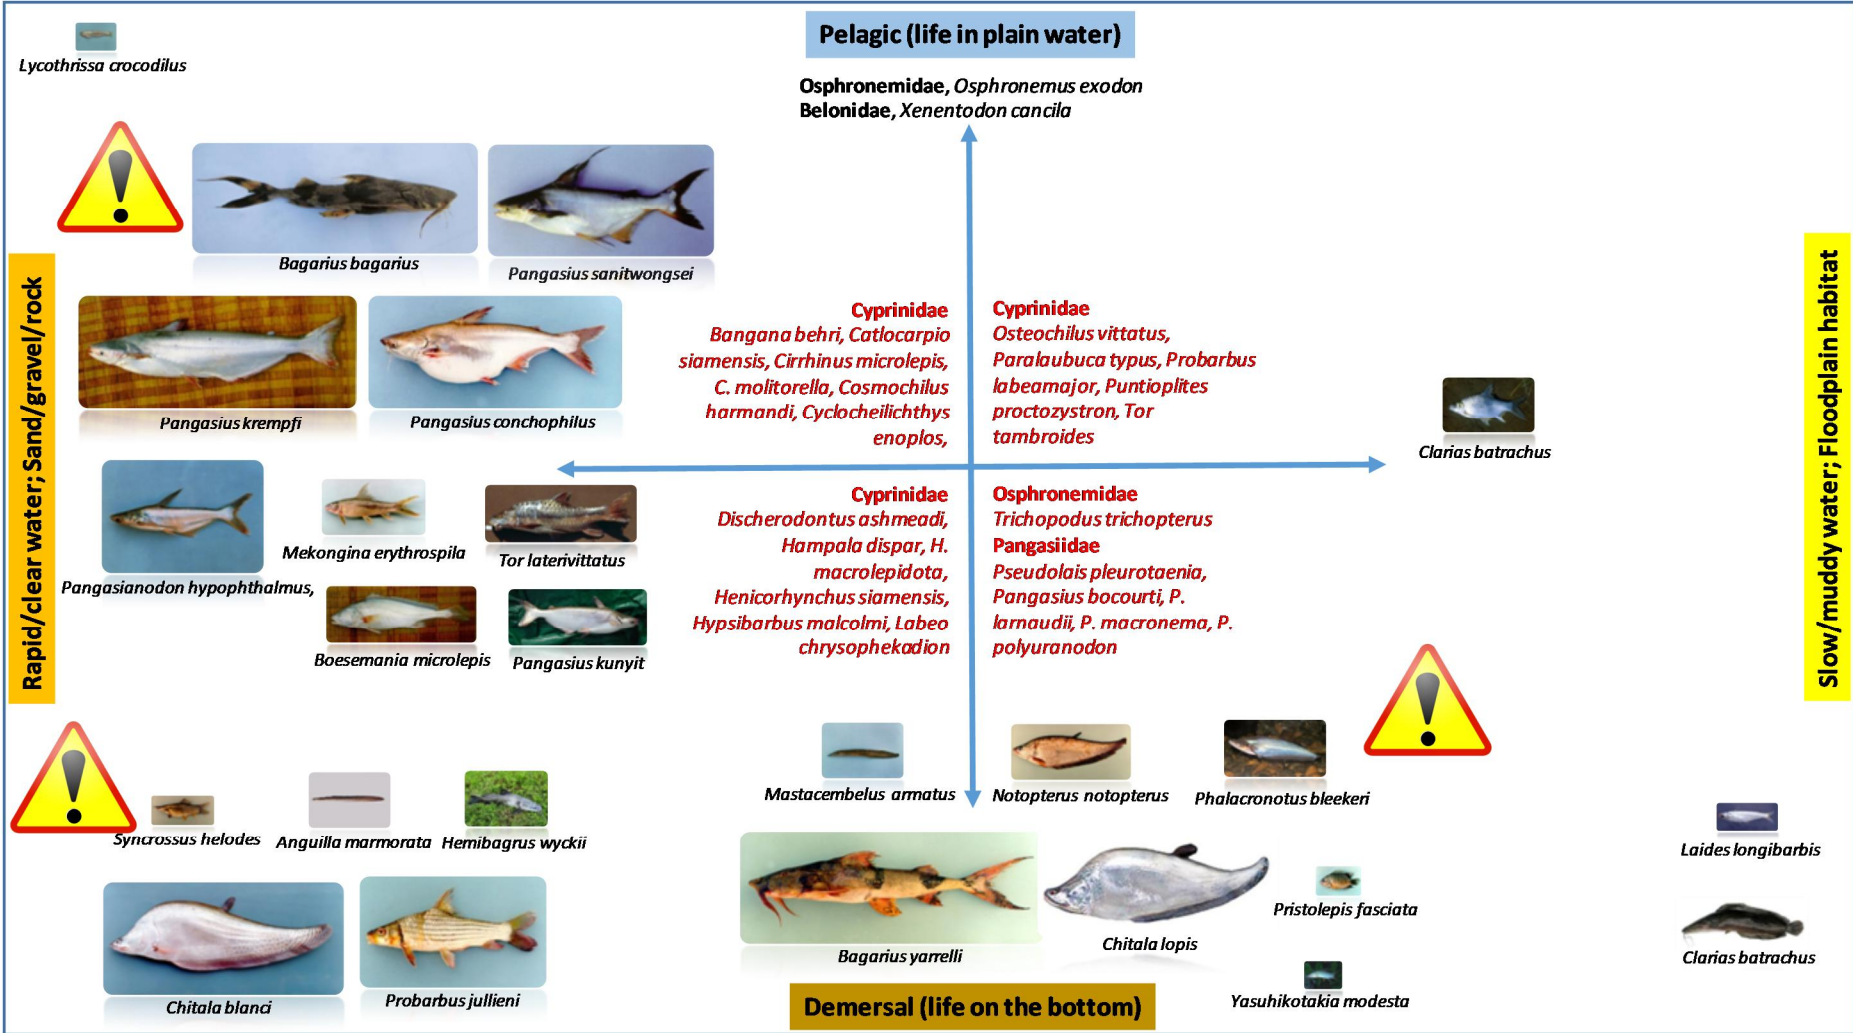 Pelagic (life in plain water)
Lycothrissa crocodilus
Osphronemidae, Osphronemus exodon
Belonidae, Xenentodon cancila
Bagarius bagarius
Pangasius sanitwongsei
Rapid/clear water; Sand/gravel/rock
Slow/muddy water; Floodplain habitat
Pangasius krempfi
Pangasius conchophilus
Cyprinidae
Bangana behri, Catlocarpio
siamensis, Cirrhinus microlepis,
C. molitorella, Cosmochilus
harmandi, Cyclocheilichthys
enoplos,
Cyprinidae
Osteochilus vittatus,
Paralaubuca typus, Probarbus
labeamajor, Puntioplites
proctozystron, Tor
tambroides
Clarias batrachus
Pangasianodon hypophthalmus,
Mekongina erythrospila
Tor laterivittatus
Boesemania microlepis
Pangasius kunyit
Cyprinidae
Discherodontus ashmeadi,
Hampala dispar, H.
macrolepidota,
Henicorhynchus siamensis,
Hypsibarbus malcolmi, Labeo
chrysophekadion
Osphronemidae
Trichopodus trichopterus
Pangasiidae
Pseudolais pleurotaenia,
Pangasius bocourti, P.
larnaudii, P. macronema, P.
polyuranodon
Mastacembelus armatus
Notopterus notopterus
Phalacronotus bleekeri
Syncrossus helodes
Anguilla marmorata
Hemibagrus wyckii
Laides longibarbis
Pristolepis fasciata
Chitala lopis
Bagarius yarrelli
Clarias batrachus
Chitala blanci
Probarbus jullieni
Yasuhikotakia modesta
Demersal (life on the bottom)